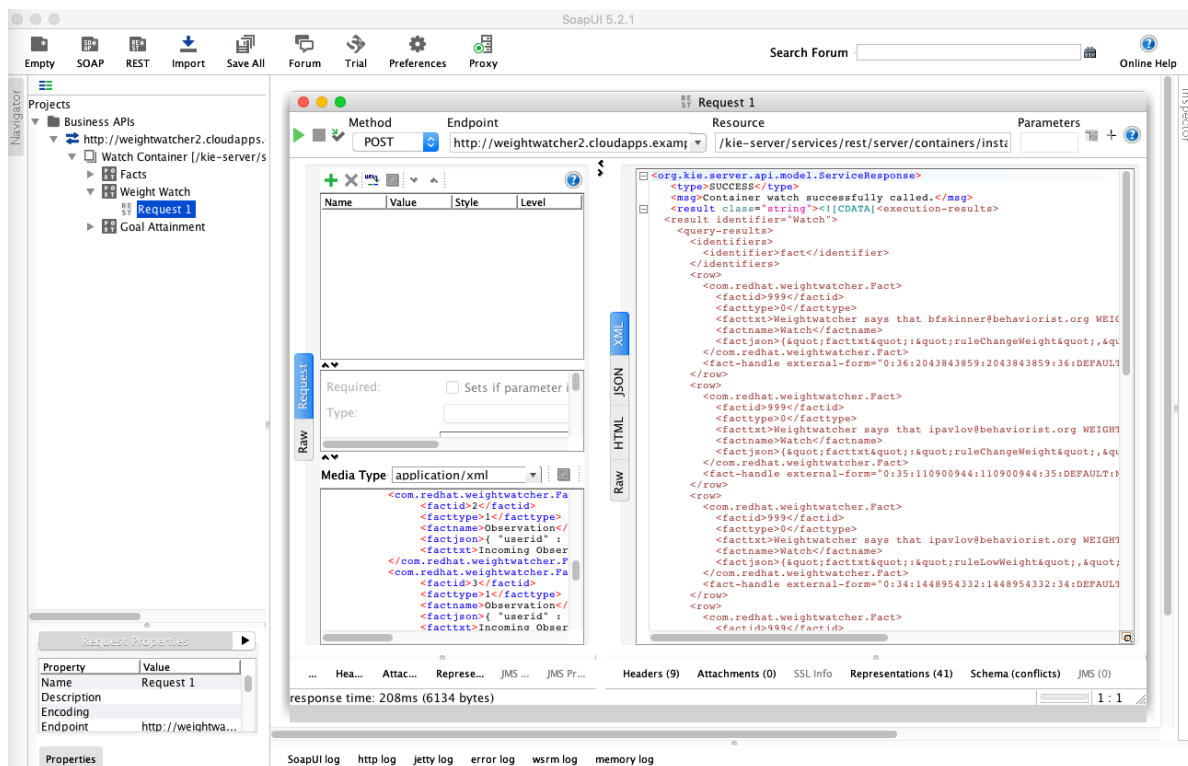 SoapUI 5.2.1
Empty SOAP REST Import Save All Forum Trial Preferences Proxy Search Forum Online Help
Navigator
Inspector
Projects
Business APIs
http://weightwatcher2.cloudapps.
Watch Container [/kie-server/s
Facts
Weight Watch
Request 1
Goal Attainment
Request 1
Method Endpoint Resource Parameters
POST http://weightwatcher2.cloudapps.examp /kie-server/services/rest/server/containers/insta
Name Value Style Level
Request
Raw
Required: Sets if parameter i
Type:
Media Type application/xml
<com.redhat.weightwatcher.Fa
<factid>2</factid>
<facttype>1</facttype>
<factname>Observation</
<factjson>{ "userid" :
<facttxt>Incoming Obser
</com.redhat.weightwatcher.F
<com.redhat.weightwatcher.Fa
<factid>3</factid>
<facttype>1</facttype>
<factname>Observation</
<factjson>{ "userid" :
<facttxt>Incoming Obser
XML
JSON
HTML
Raw
<org.kie.server.api.model.ServiceResponse>
<type>SUCCESS</type>
<msg>Container watch successfully called.</msg>
<result class="string"><![CDATA[<execution-results>
<result identifier="Watch">
<query-results>
<identifiers>
<identifier>fact</identifier>
</identifiers>
<row>
<com.redhat.weightwatcher.Fact>
<factid>999</factid>
<facttype>0</facttype>
<facttxt>Weightwatcher says that bfskinner@behaviorist.org WEIG
<factname>Watch</factname>
<factjson>{&quot;facttxt&quot;:&quot;ruleChangeWeight&quot;,&qu
</com.redhat.weightwatcher.Fact>
<fact-handle external-form="0:36:2043843859:2043843859:36:DEFAULT
</row>
<row>
<com.redhat.weightwatcher.Fact>
<factid>999</factid>
<facttype>0</facttype>
<facttxt>Weightwatcher says that ipavlov@behaviorist.org WEIGHT
<factname>Watch</factname>
<factjson>{&quot;facttxt&quot;:&quot;ruleChangeWeight&quot;,&qu
</com.redhat.weightwatcher.Fact>
<fact-handle external-form="0:35:110900944:110900944:35:DEFAULT:N
</row>
<row>
<com.redhat.weightwatcher.Fact>
<factid>999</factid>
<facttype>0</facttype>
<facttxt>Weightwatcher says that ipavlov@behaviorist.org WEIGHT
<factname>Watch</factname>
<factjson>{&quot;facttxt&quot;:&quot;ruleLowWeight&quot;,&quot;
</com.redhat.weightwatcher.Fact>
<fact-handle external-form="0:34:1448954332:1448954332:34:DEFAULT
</row>
<row>
<com.redhat.weightwatcher.Fact>
<factid>999</factid>
Request Properties
Property Value
Name Request 1
Description
Encoding
Endpoint http://weightwa...
Properties
... Hea... Attac... Represe... JMS ... JMS Pr...
Headers (9) Attachments (0) SSL Info Representations (41) Schema (conflicts) JMS (0)
response time: 208ms (6134 bytes) 1 : 1
SoapUI log http log jetty log error log wsrm log memory log